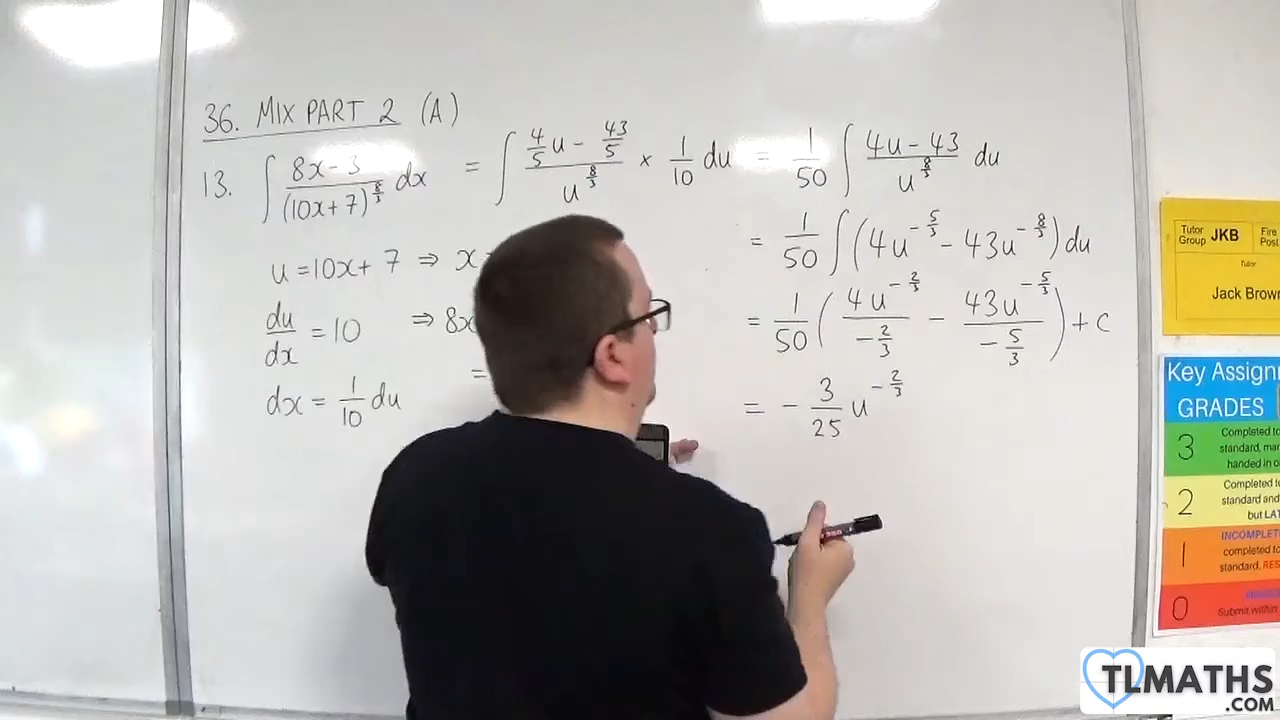 36. MIX PART 2 (A)
13. ∫ (8x-3)/(10x+7)^(8/3) dx = ∫ (4/5 u - 43/5)/u^(8/3) × 1/10 du = 1/50 ∫ (4u-43)/u^(8/3) du
u = 10x+7 ⇒ x
du/dx = 10 ⇒ 8x
dx = 1/10 du =
= 1/50 ∫ (4u^(-5/3) - 43u^(-8/3)) du
= 1/50 (4u^(-2/3)/(-2/3) - 43u^(-5/3)/(-5/3)) + c
= - 3/25 u^(-2/3)
Tutor Group JKB Fire
Tutor
Jack Brown
Key Assign
GRADES
3 Completed to
standard,
handed in
2 Completed to
standard and
but LAT
1 INCOMPLET
completed to
standard, RES
0
Submit within
TLMATHS
.COM